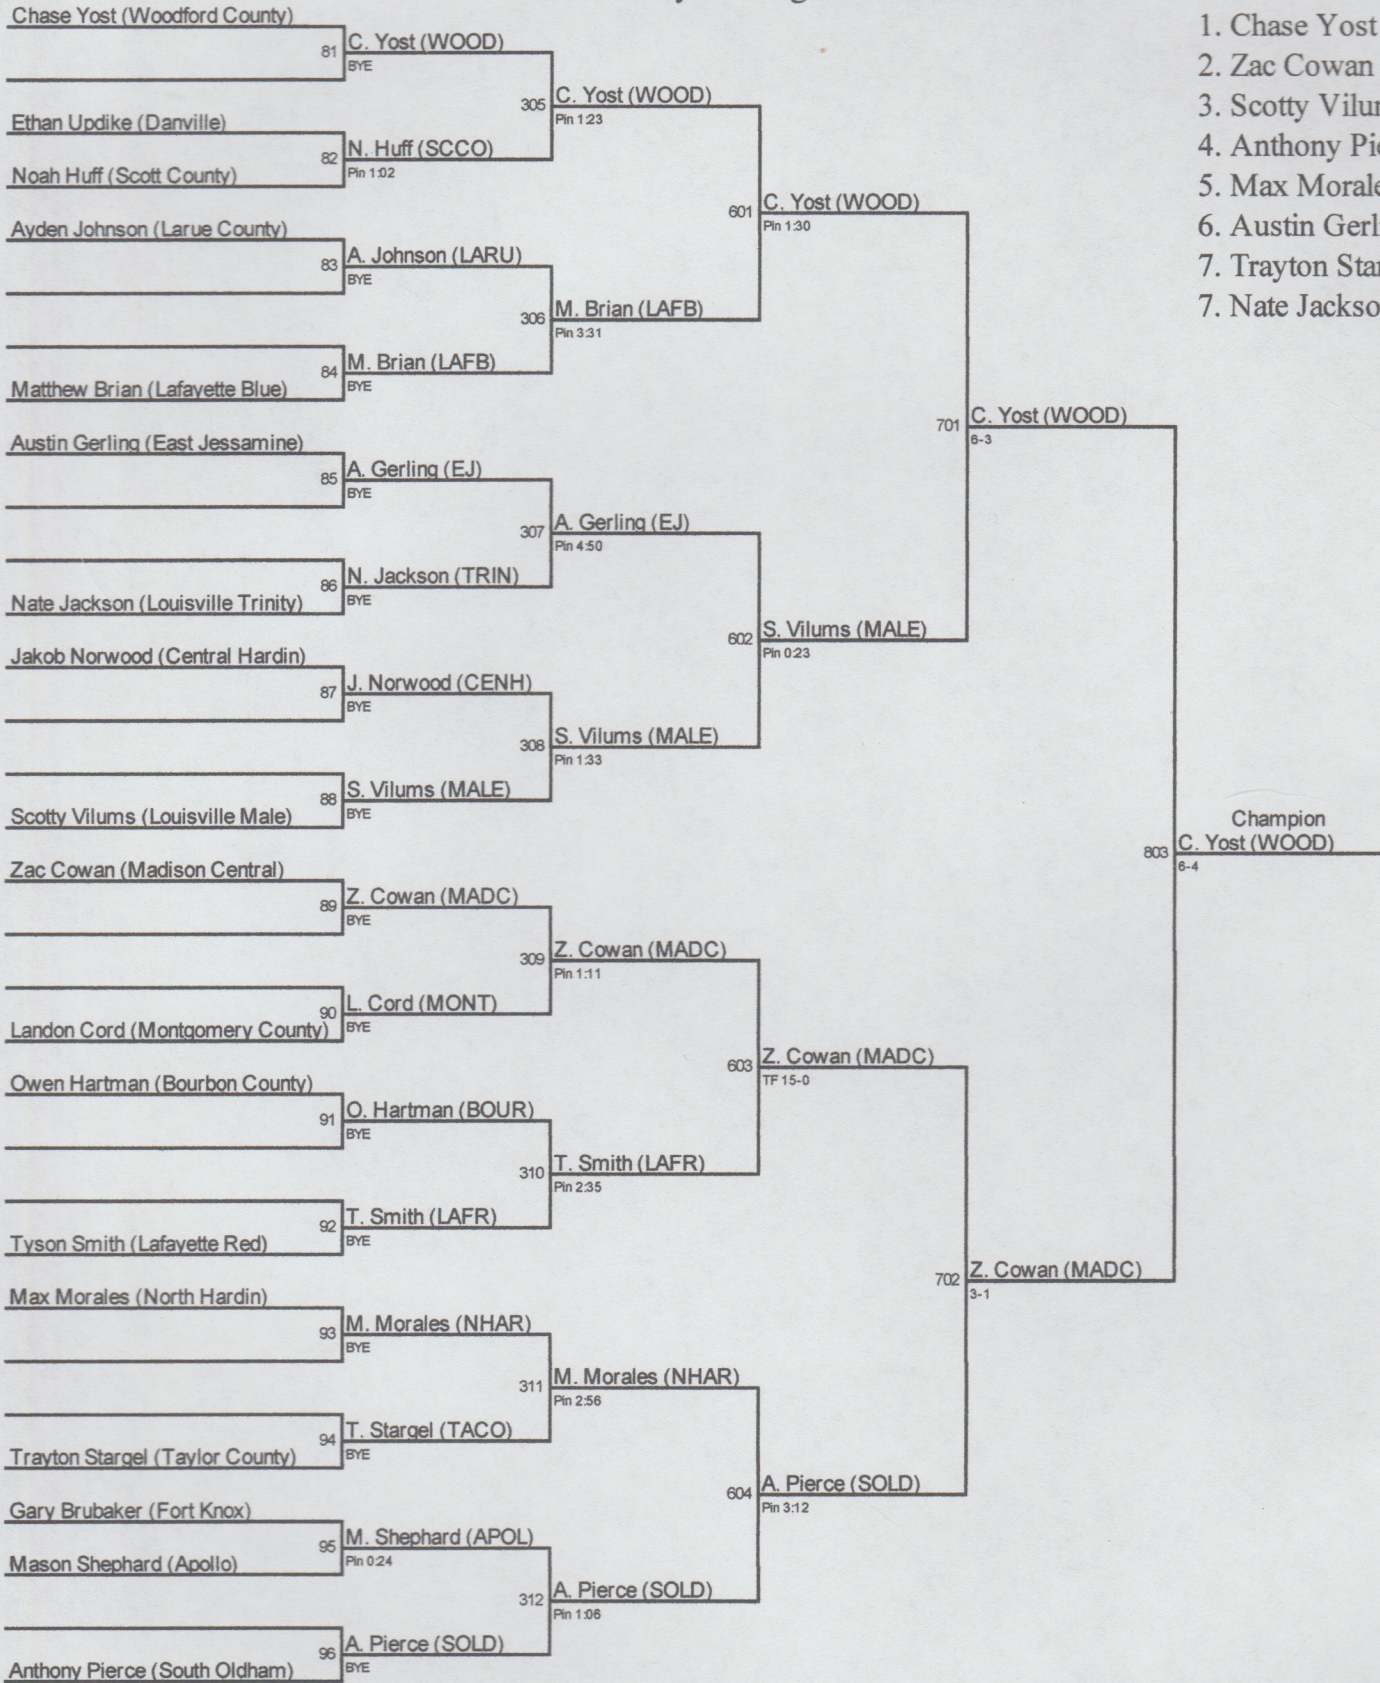 Chase Yost (Woodford County)
81 C. Yost (WOOD)
BYE
305 C. Yost (WOOD)
Pin 1:23
Ethan Updike (Danville)
82 N. Huff (SCCO)
Pin 1:02
Noah Huff (Scott County)
601 C. Yost (WOOD)
Pin 1:30
Ayden Johnson (Larue County)
83 A. Johnson (LARU)
BYE
306 M. Brian (LAFB)
Pin 3:31
84 M. Brian (LAFB)
BYE
Matthew Brian (Lafayette Blue)
701 C. Yost (WOOD)
6-3
Austin Gerling (East Jessamine)
85 A. Gerling (EJ)
BYE
307 A. Gerling (EJ)
Pin 4:50
86 N. Jackson (TRIN)
BYE
Nate Jackson (Louisville Trinity)
602 S. Vilums (MALE)
Pin 0:23
Jakob Norwood (Central Hardin)
87 J. Norwood (CENH)
BYE
308 S. Vilums (MALE)
Pin 1:33
88 S. Vilums (MALE)
BYE
Scotty Vilums (Louisville Male)
Champion
803 C. Yost (WOOD)
6-4
Zac Cowan (Madison Central)
89 Z. Cowan (MADC)
BYE
309 Z. Cowan (MADC)
Pin 1:11
90 L. Cord (MONT)
BYE
Landon Cord (Montgomery County)
603 Z. Cowan (MADC)
TF 15-0
Owen Hartman (Bourbon County)
91 O. Hartman (BOUR)
BYE
310 T. Smith (LAFR)
Pin 2:35
92 T. Smith (LAFR)
BYE
Tyson Smith (Lafayette Red)
702 Z. Cowan (MADC)
3-1
Max Morales (North Hardin)
93 M. Morales (NHAR)
BYE
311 M. Morales (NHAR)
Pin 2:56
94 T. Stargel (TACO)
BYE
Trayton Stargel (Taylor County)
604 A. Pierce (SOLD)
Pin 3:12
Gary Brubaker (Fort Knox)
95 M. Shephard (APOL)
Pin 0:24
Mason Shephard (Apollo)
312 A. Pierce (SOLD)
Pin 1:06
96 A. Pierce (SOLD)
BYE
Anthony Pierce (South Oldham)
1. Chase Yost
2. Zac Cowan
3. Scotty
4. Anthony
5. Max
6. Austin
7. Trayton
7. Nate